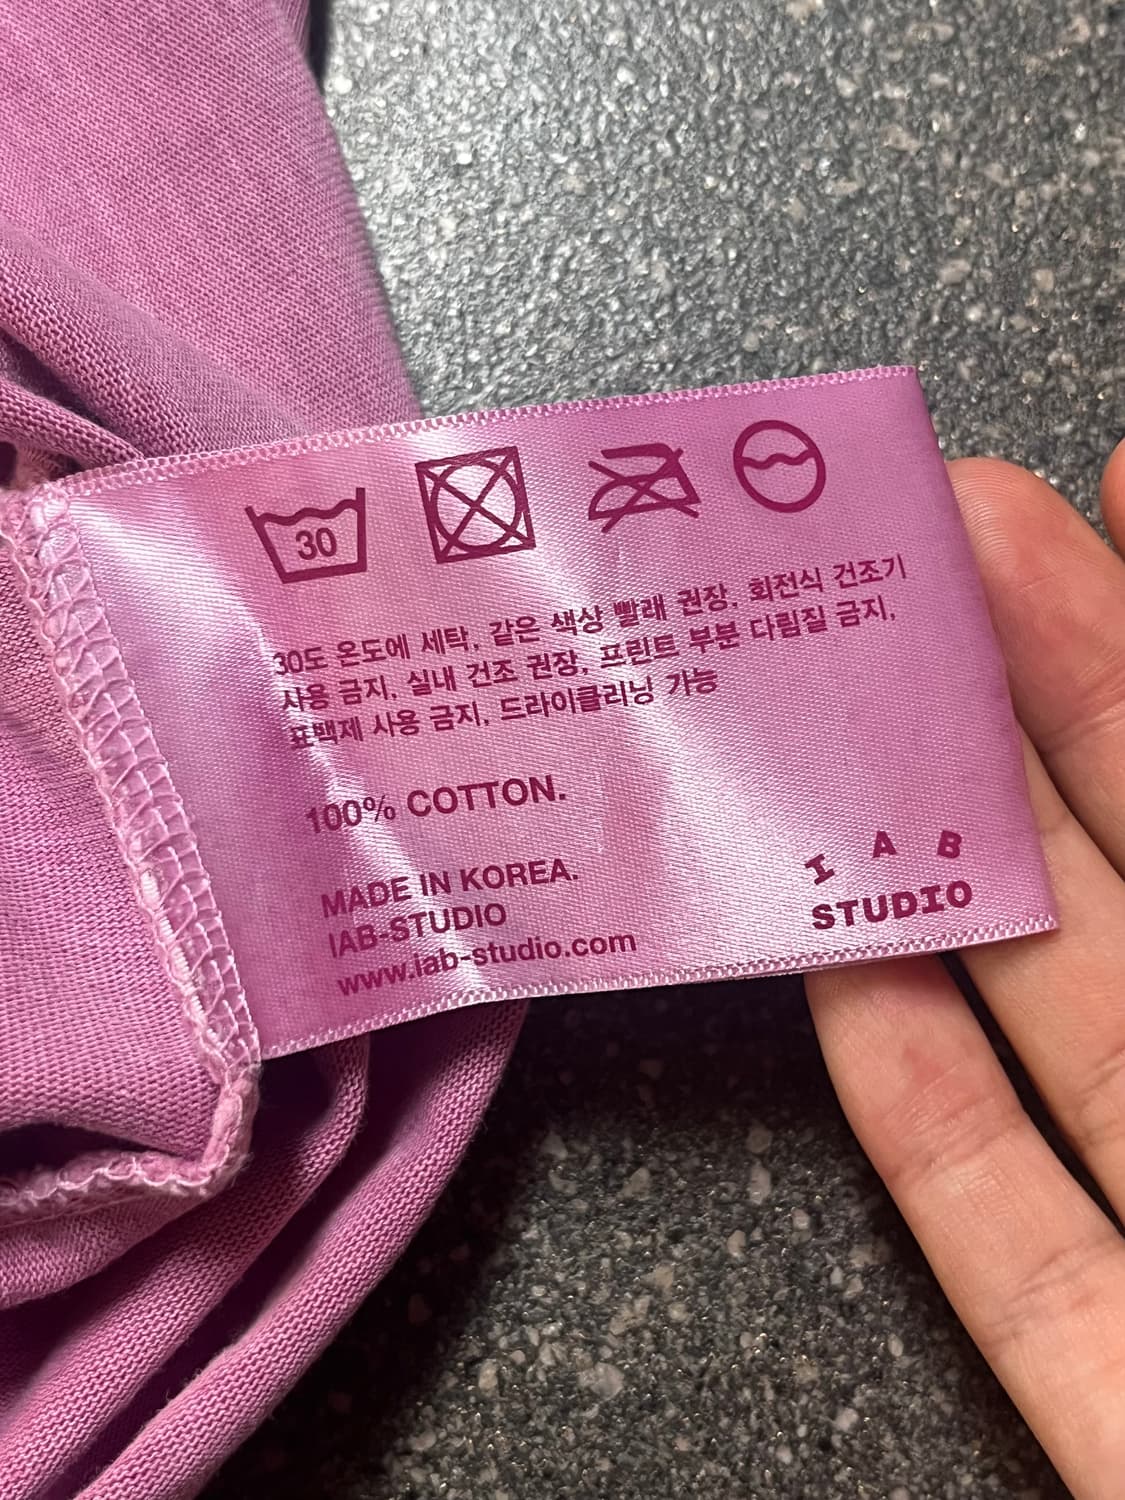 30
30도 온도에 세탁, 같은 색상 빨래 권장, 회전식 건조기
사용 금지, 실내 건조 권장, 프린트 부분 다림질 금지,
표백제 사용 금지, 드라이클리닝 가능
100% COTTON.
MADE IN KOREA.
IAB-STUDIO
www.iab-studio.com
I A B
STUDIO